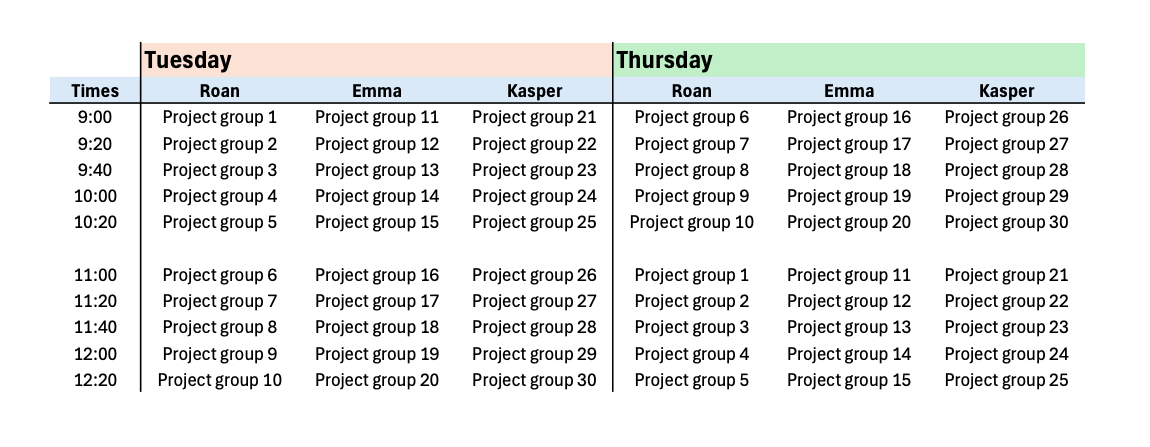 Tuesday Thursday
Times Roan Emma Kasper Roan Emma Kasper
9:00 Project group 1 Project group 11 Project group 21 Project group 6 Project group 16 Project group 26
9:20 Project group 2 Project group 12 Project group 22 Project group 7 Project group 17 Project group 27
9:40 Project group 3 Project group 13 Project group 23 Project group 8 Project group 18 Project group 28
10:00 Project group 4 Project group 14 Project group 24 Project group 9 Project group 19 Project group 29
10:20 Project group 5 Project group 15 Project group 25 Project group 10 Project group 20 Project group 30
11:00 Project group 6 Project group 16 Project group 26 Project group 1 Project group 11 Project group 21
11:20 Project group 7 Project group 17 Project group 27 Project group 2 Project group 12 Project group 22
11:40 Project group 8 Project group 18 Project group 28 Project group 3 Project group 13 Project group 23
12:00 Project group 9 Project group 19 Project group 29 Project group 4 Project group 14 Project group 24
12:20 Project group 10 Project group 20 Project group 30 Project group 5 Project group 15 Project group 25